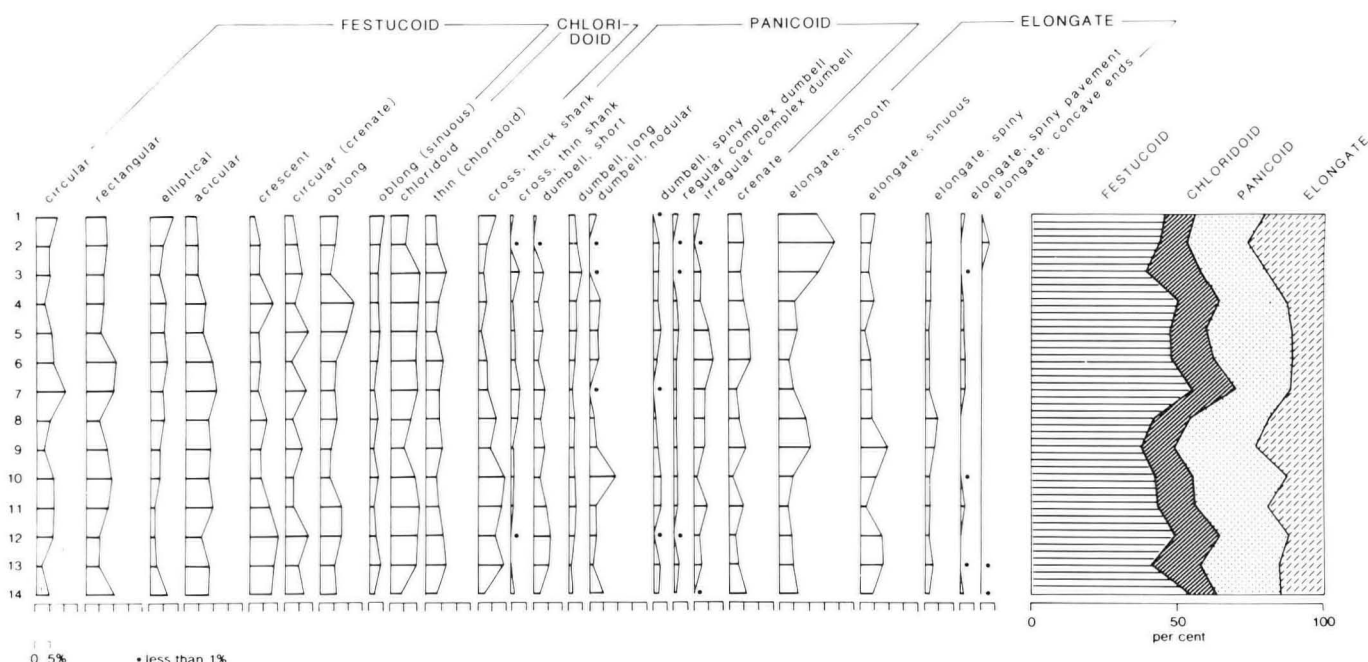 FESTUCOID
CHLORI-
DOID
PANICOID
ELONGATE
circular
rectangular
elliptical
acicular
crescent
circular (crenate)
oblong
oblong (sinuous)
chloridoid
thin (chloridoid)
cross, thick shank
cross, thin shank
dumbell, short
dumbell, long
dumbell, nodular
dumbell, spiny
regular complex dumbell
irregular complex dumbell
crenate
elongate, smooth
elongate, sinuous
elongate, spiny
elongate, spiny pavement
elongate, concave ends
FESTUCOID
CHLORIDOID
PANICOID
ELONGATE
1
2
3
4
5
6
7
8
9
10
11
12
13
14
0 50 100
per cent
0 5%
• less than 1%